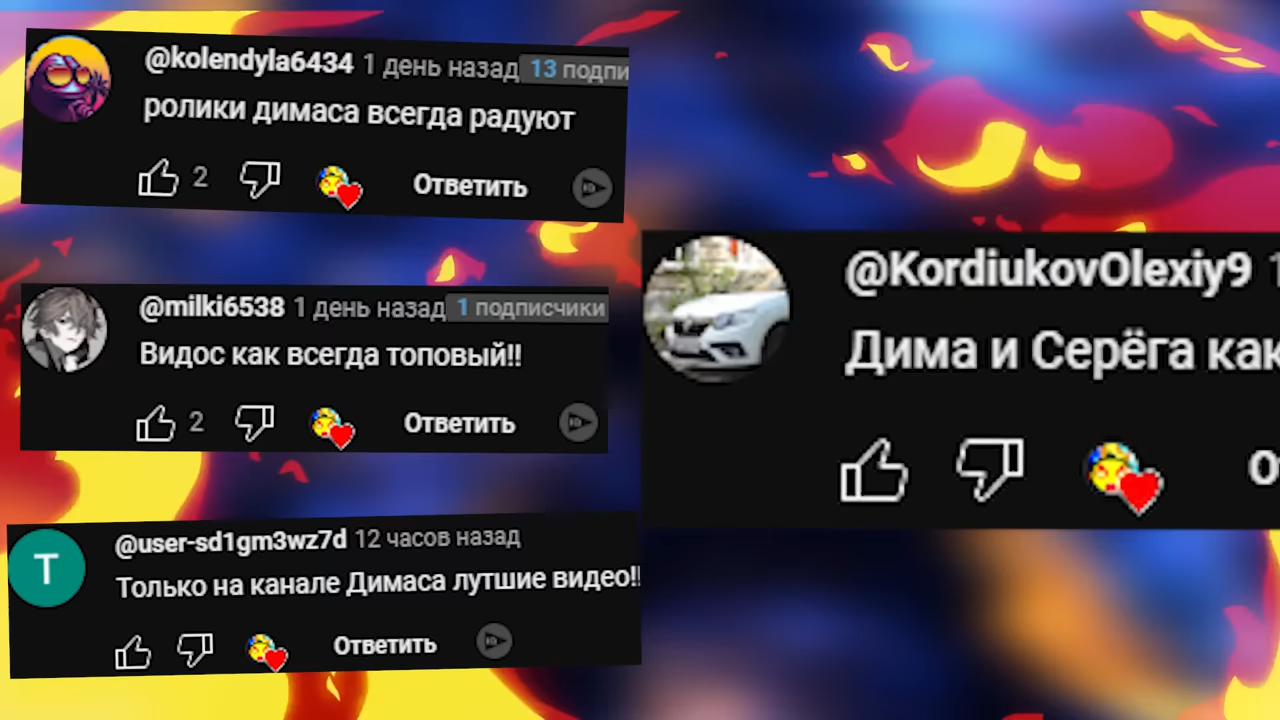 @kolendyla6434 1 день назад 13 подпи
ролики димаса всегда радуют
2 Ответить
@milki6538 1 день назад 1 подписчики
Видос как всегда топовый!!
2 Ответить
T
@user-sd1gm3wz7d 12 часов назад
Только на канале Димаса лутшие видео!!
Ответить
@KordiukovOlexiy9 1
Дима и Серёга как
От